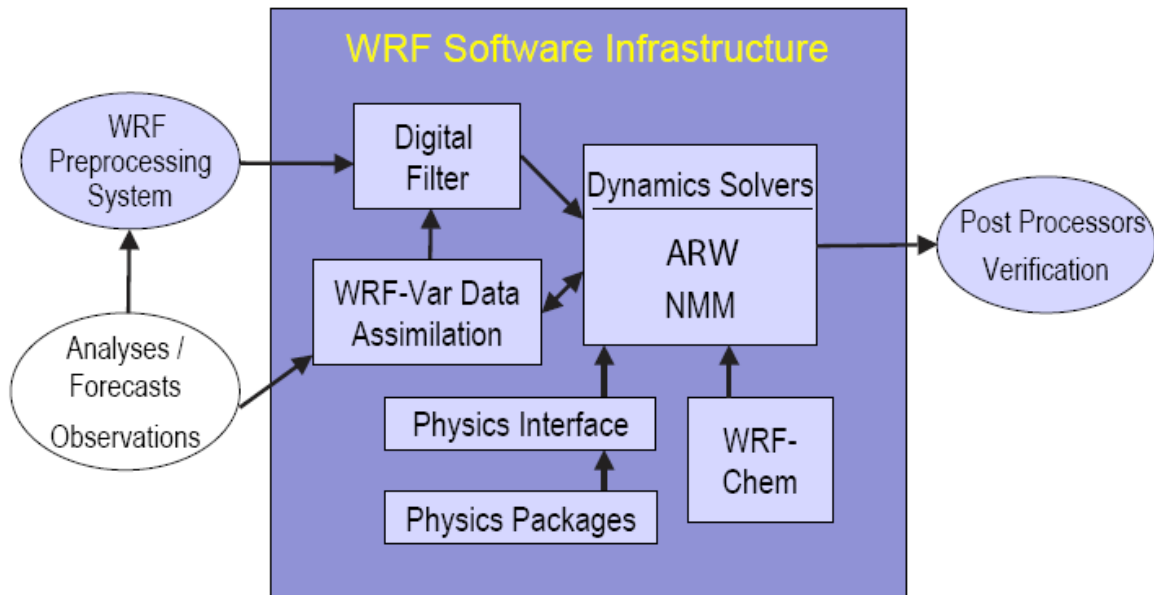 WRF Software Infrastructure
WRF
Preprocessing
System
Digital
Filter
Dynamics Solvers
ARW
NMM
Post Processors
Verification
WRF-Var Data
Assimilation
Analyses /
Forecasts
Observations
Physics Interface
WRF-
Chem
Physics Packages